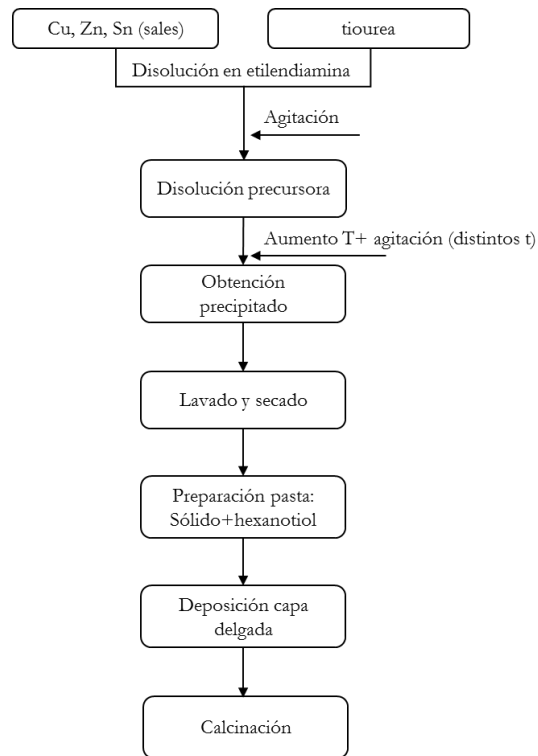 Cu, Zn, Sn (sales)
tiourea
Disolución en etilendiamina
Agitación
Disolución precursora
Aumento T+ agitación (distintos t)
Obtención
precipitado
Lavado y secado
Preparación pasta:
Sólido+hexanotiol
Deposición capa
delgada
Calcinación